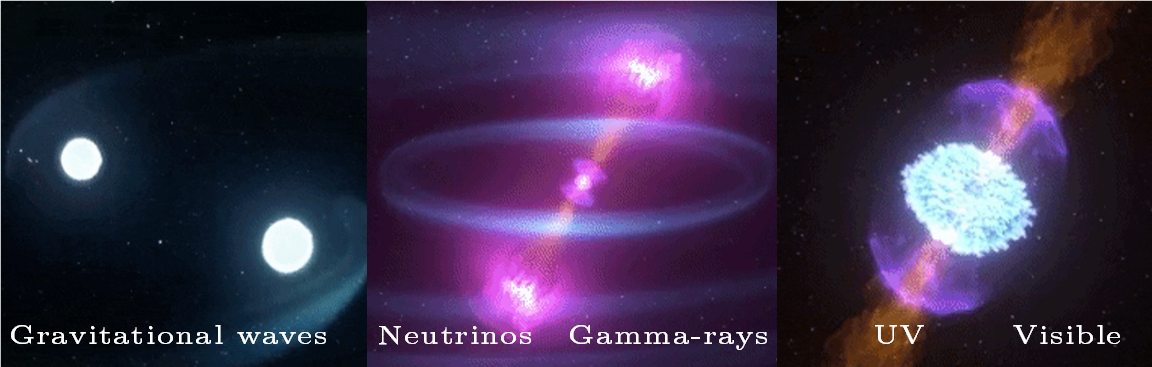 Gravitational waves
Neutrinos Gamma-rays
UV Visible